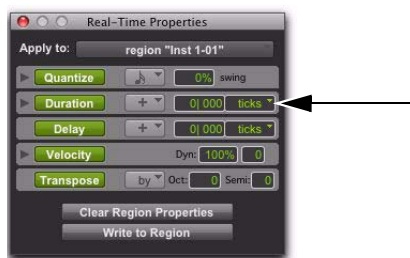 Real-Time Properties
Apply to: region "Inst 1-01"
Quantize 0% swing
Duration + 0| 000 ticks
Delay + 0| 000 ticks
Velocity Dyn: 100% 0
Transpose by Oct: 0 Semi: 0
Clear Region Properties
Write to Region